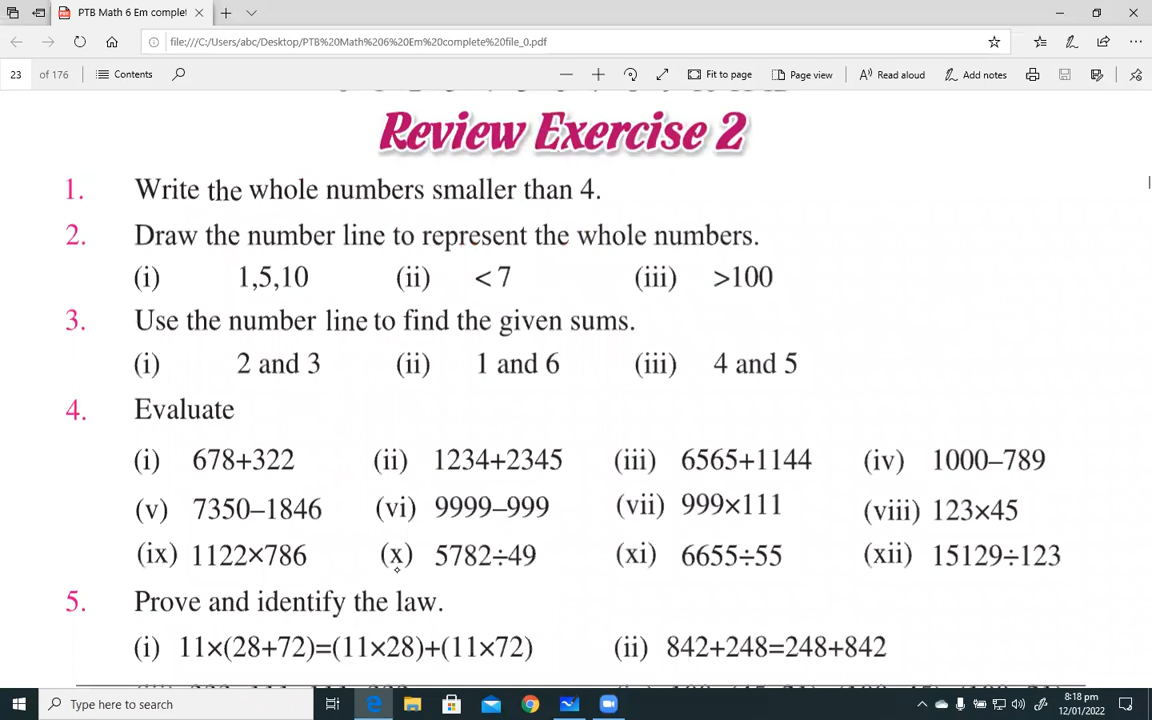 PTB Math 6 Em complet
file:///C:/Users/abc/Desktop/PTB%20Math%206%20Em%20complete%20file_0.pdf
23 of 176 Contents Fit to page Page view Read aloud Add notes
Review Exercise 2
1. Write the whole numbers smaller than 4.
2. Draw the number line to represent the whole numbers.
(i) 1,5,10 (ii) < 7 (iii) >100
3. Use the number line to find the given sums.
(i) 2 and 3 (ii) 1 and 6 (iii) 4 and 5
4. Evaluate
(i) 678+322 (ii) 1234+2345 (iii) 6565+1144 (iv) 1000–789
(v) 7350–1846 (vi) 9999–999 (vii) 999×111 (viii) 123×45
(ix) 1122×786 (x) 5782÷49 (xi) 6655÷55 (xii) 15129÷123
5. Prove and identify the law.
(i) 11×(28+72)=(11×28)+(11×72) (ii) 842+248=248+842
Type here to search
8:18 pm
12/01/2022